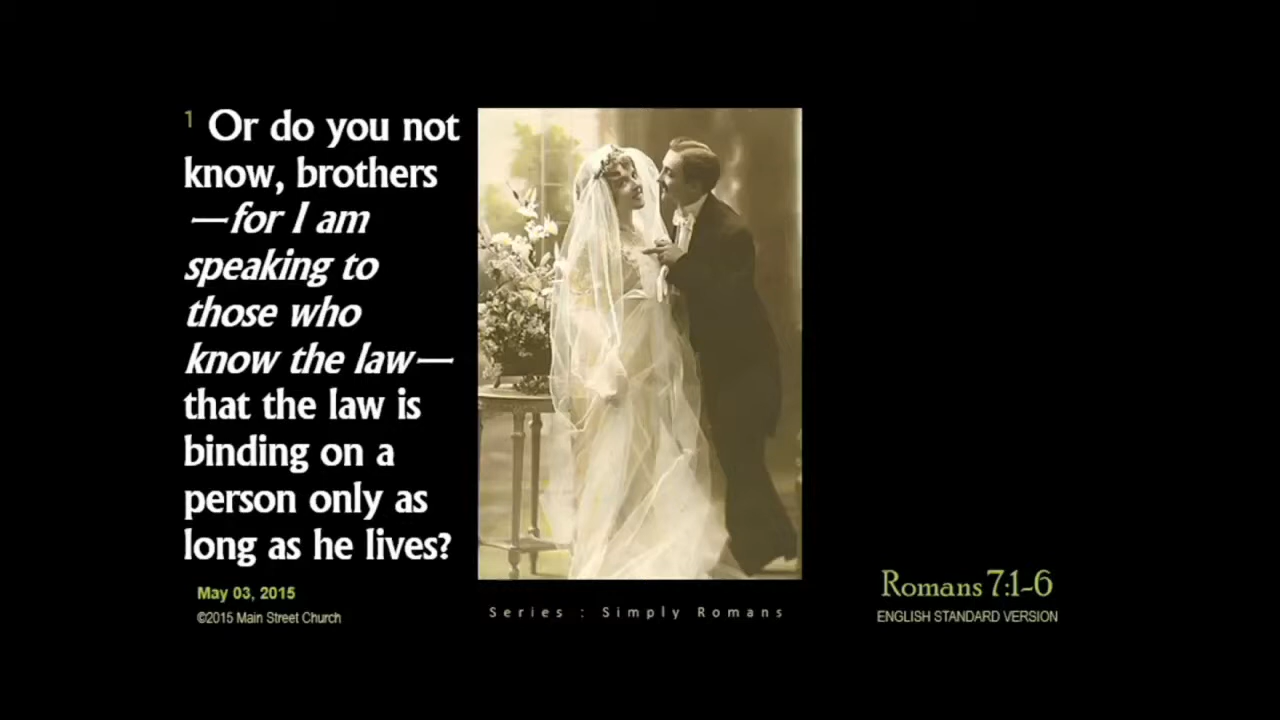 1 Or do you not
know, brothers
—for I am
speaking to
those who
know the law—
that the law is
binding on a
person only as
long as he lives?
May 03, 2015
©2015 Main Street Church
Series : Simply Romans
Romans 7:1-6
ENGLISH STANDARD VERSION